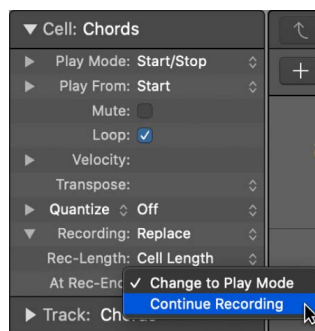 Cell: Chords
Play Mode: Start/Stop
Play From: Start
Mute:
Loop:
Velocity:
Transpose:
Quantize Off
Recording: Replace
Rec-Length: Cell Length
At Rec-End
Change to Play Mode
Continue Recording
Track: